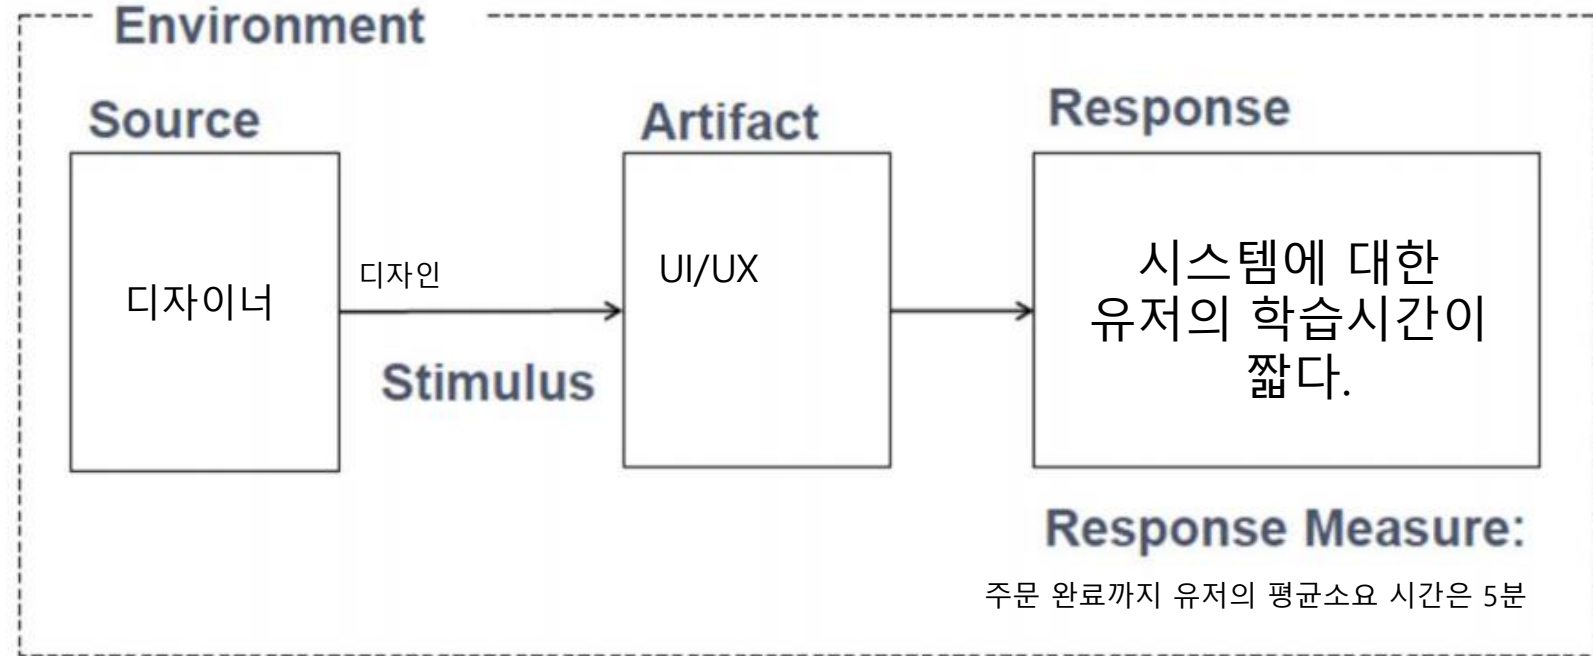 Environment
Source
Artifact
Response
디자이너
디자인
Stimulus
UI/UX
시스템에 대한
유저의 학습시간이
짧다.
Response Measure:
주문 완료까지 유저의 평균소요 시간은 5분